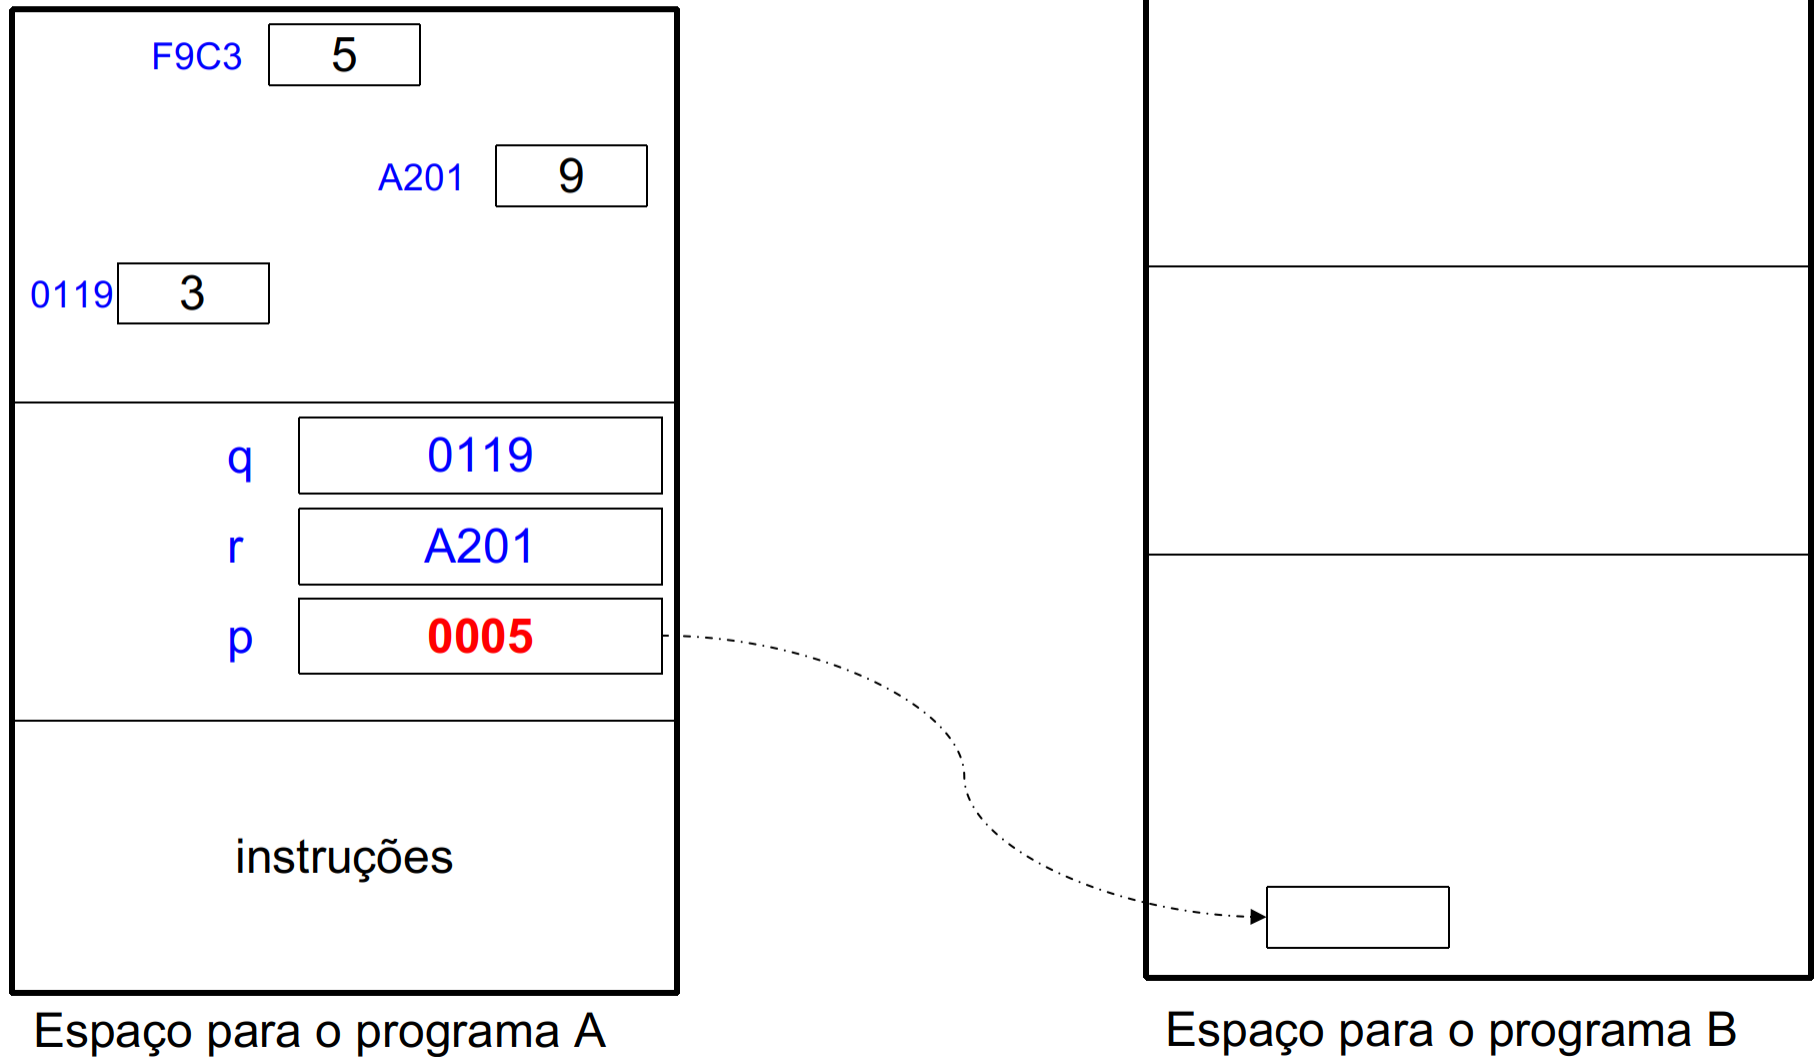 F9C3 5
A201 9
0119 3
q 0119
r A201
p 0005
instruções
Espaço para o programa A
Espaço para o programa B